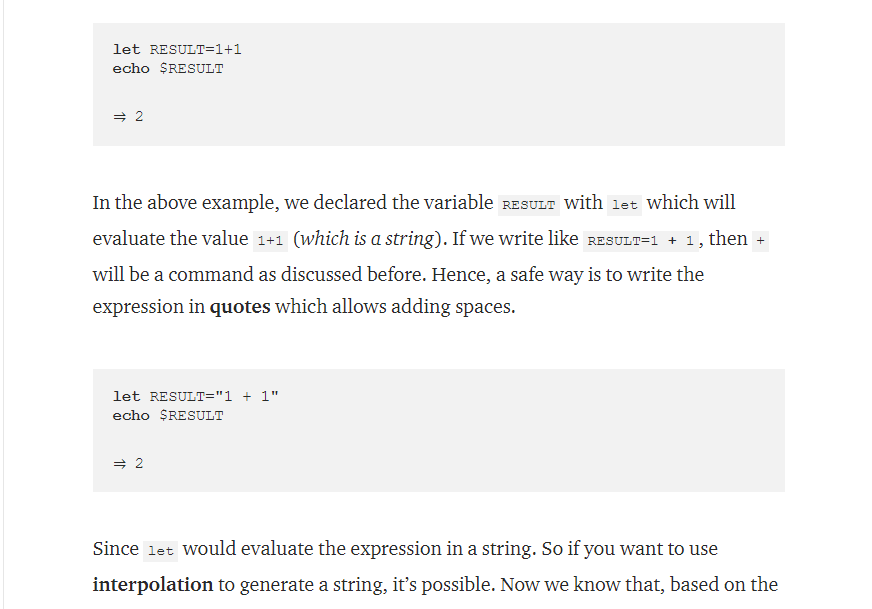 let RESULT=1+1
echo $RESULT
⇒ 2
In the above example, we declared the variable RESULT with let which will
evaluate the value 1+1 (which is a string). If we write like RESULT=1 + 1, then +
will be a command as discussed before. Hence, a safe way is to write the
expression in quotes which allows adding spaces.
let RESULT="1 + 1"
echo $RESULT
⇒ 2
Since let would evaluate the expression in a string. So if you want to use
interpolation to generate a string, it’s possible. Now we know that, based on the